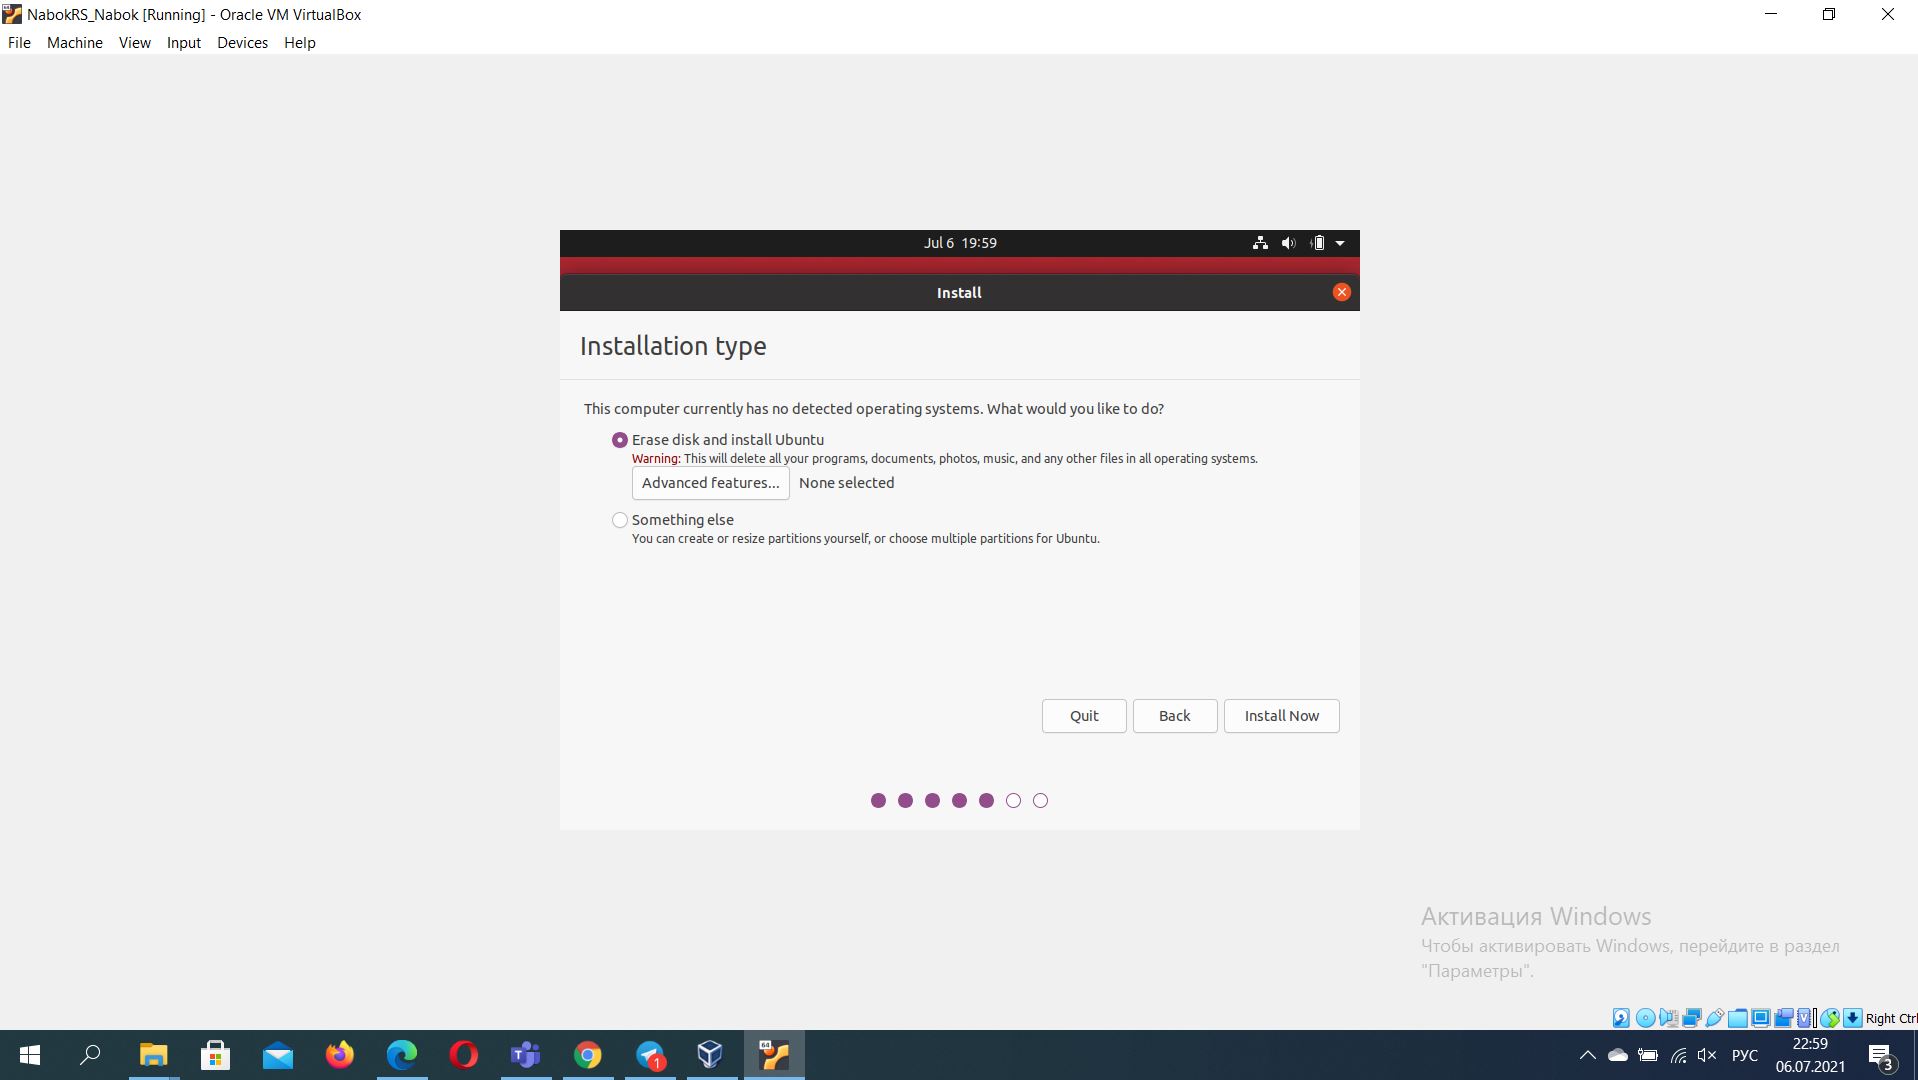 NabokRS_Nabok [Running] - Oracle VM VirtualBox
File Machine View Input Devices Help
Jul 6 19:59
Install
Installation type
This computer currently has no detected operating systems. What would you like to do?
Erase disk and install Ubuntu
Warning: This will delete all your programs, documents, photos, music, and any other files in all operating systems.
Advanced features... None selected
Something else
You can create or resize partitions yourself, or choose multiple partitions for Ubuntu.
Quit Back Install Now
Активация Windows
Чтобы активировать Windows, перейдите в раздел
"Параметры".
Right Ctrl
64
1
РУС
22:59
06.07.2021
3